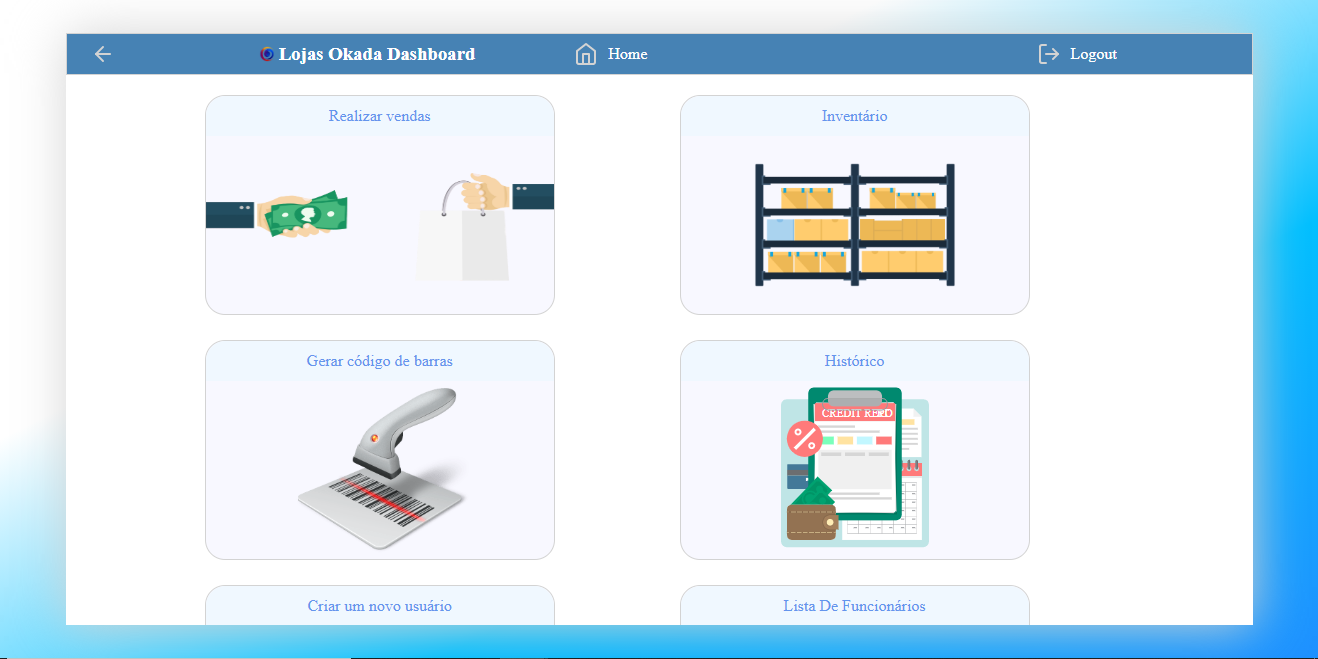 Lojas Okada Dashboard
Home
Logout
Realizar vendas
Inventário
Gerar código de barras
Histórico
CREDIT
Criar um novo usuário
Lista De Funcionários